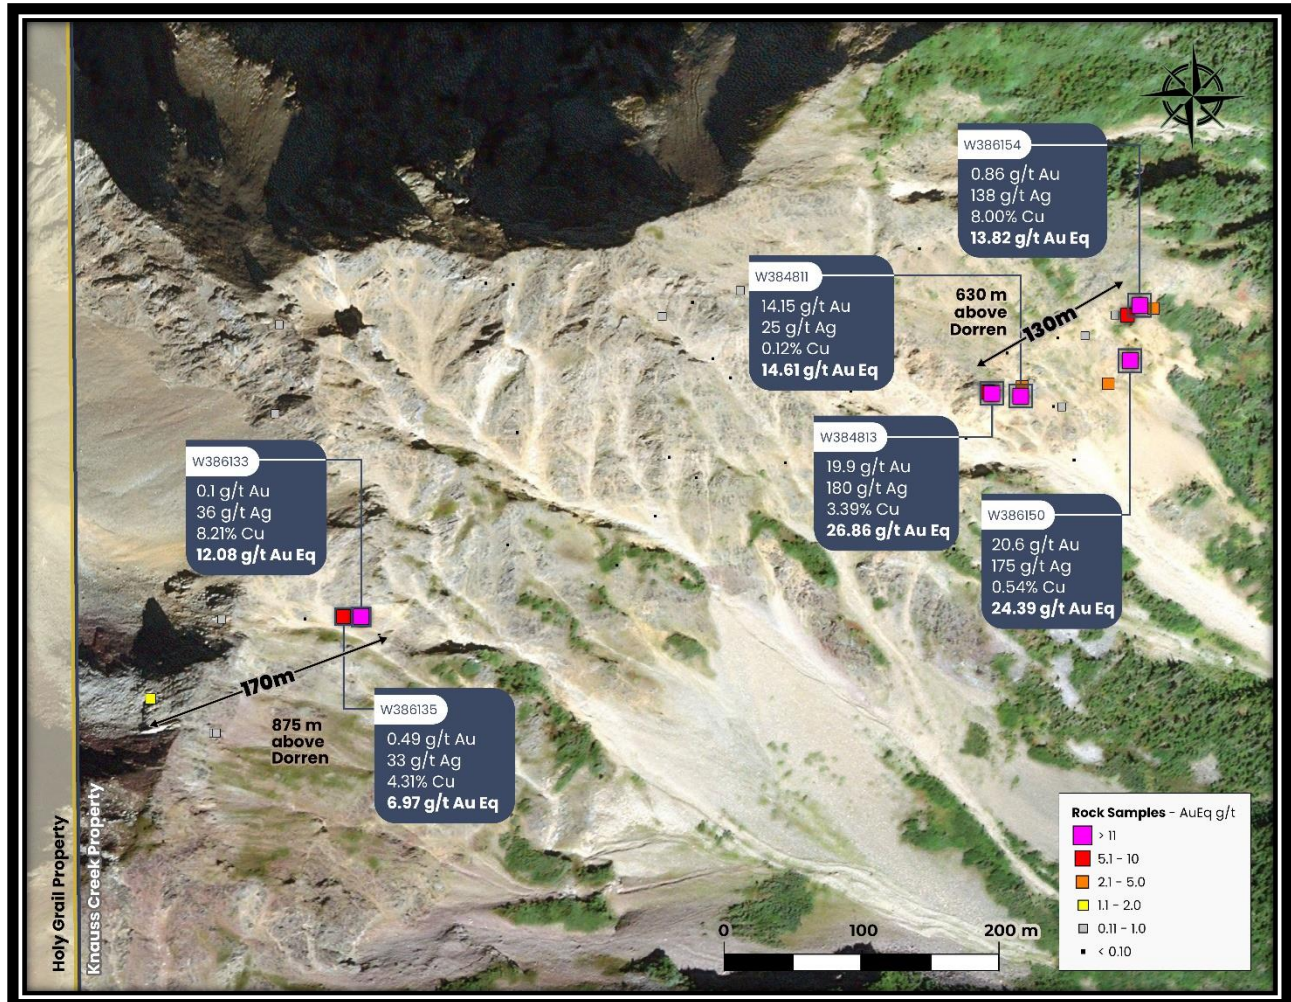 W386154
0.86 g/t Au
138 g/t Ag
8.00% Cu
13.82 g/t Au Eq
W384811
14.15 g/t Au
25 g/t Ag
0.12% Cu
14.61 g/t Au Eq
630 m
above
Dorren
130m
W384813
19.9 g/t Au
180 g/t Ag
3.39% Cu
26.86 g/t Au Eq
W386150
20.6 g/t Au
175 g/t Ag
0.54% Cu
24.39 g/t Au Eq
W386133
0.1 g/t Au
36 g/t Ag
8.21% Cu
12.08 g/t Au Eq
170m
875 m
above
Dorren
W386135
0.49 g/t Au
33 g/t Ag
4.31% Cu
6.97 g/t Au Eq
Holy Grail Property
Knauss Creek Property
0 100 200 m
Rock Samples - AuEq g/t
> 11
5.1 - 10
2.1 - 5.0
1.1 - 2.0
0.11 - 1.0
< 0.10